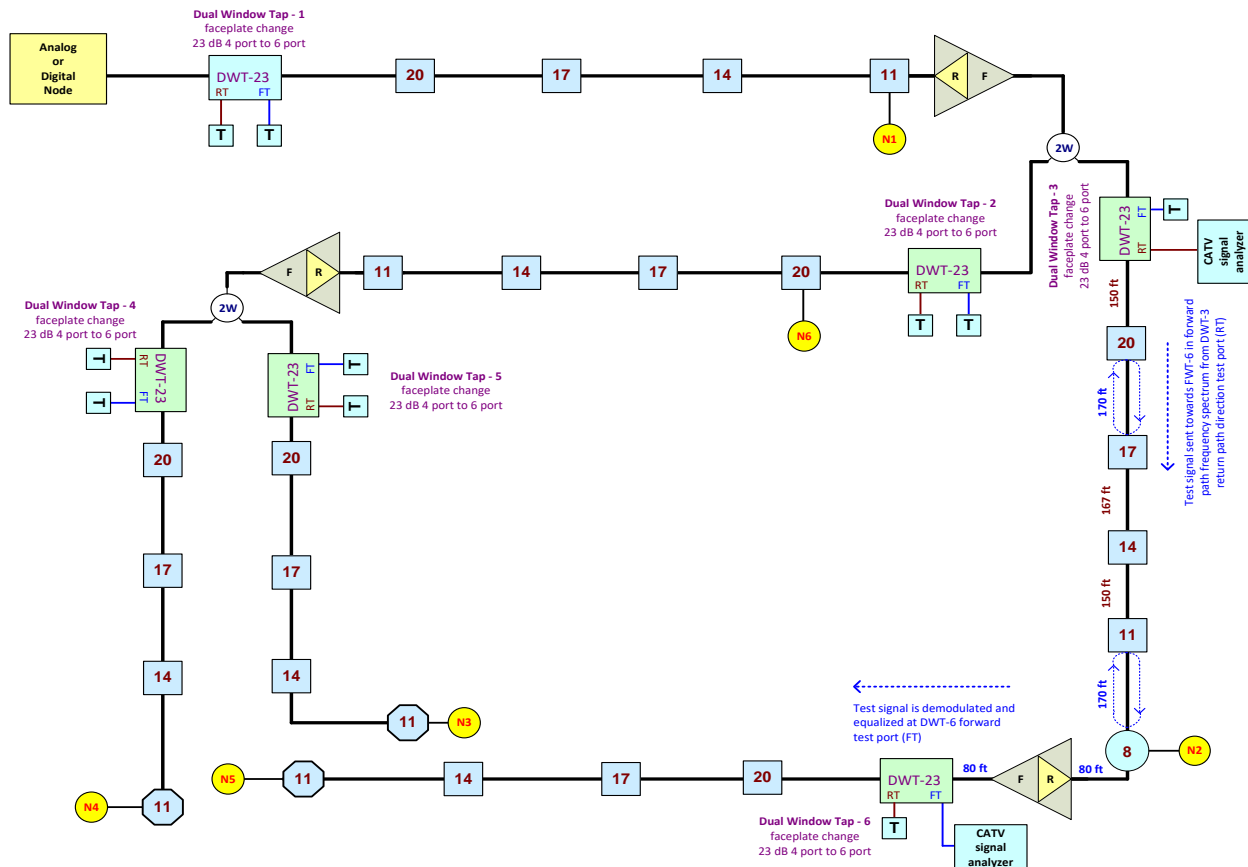 Dual Window Tap - 1
faceplate change
23 dB 4 port to 6 port
Analog
or
Digital
Node
DWT-23
RT FT
T T
20
17
14
11
R F
N1
2W
Dual Window Tap - 2
faceplate change
23 dB 4 port to 6 port
Dual Window Tap - 3
faceplate change
23 dB 4 port to 6 port
DWT-23
FT
RT
T
CATV
signal
analyzer
F R
11
14
17
20
DWT-23
RT FT
T T
N6
2W
150 ft
20
Dual Window Tap - 4
faceplate change
23 dB 4 port to 6 port
T
T
RT
FT
DWT-23
DWT-23
FT
RT
T
T
Dual Window Tap - 5
faceplate change
23 dB 4 port to 6 port
170 ft
Test signal sent towards FWT-6 in forward
path frequency spectrum from DWT-3
return path direction test port (RT)
17
167 ft
14
150 ft
11
170 ft
20
17
14
11
N4
20
17
14
11
N3
Test signal is demodulated and
equalized at DWT-6 forward
test port (FT)
8
N2
N5
11
14
17
20
DWT-23
RT FT
80 ft
F R
80 ft
T
Dual Window Tap - 6
faceplate change
23 dB 4 port to 6 port
CATV
signal
analyzer